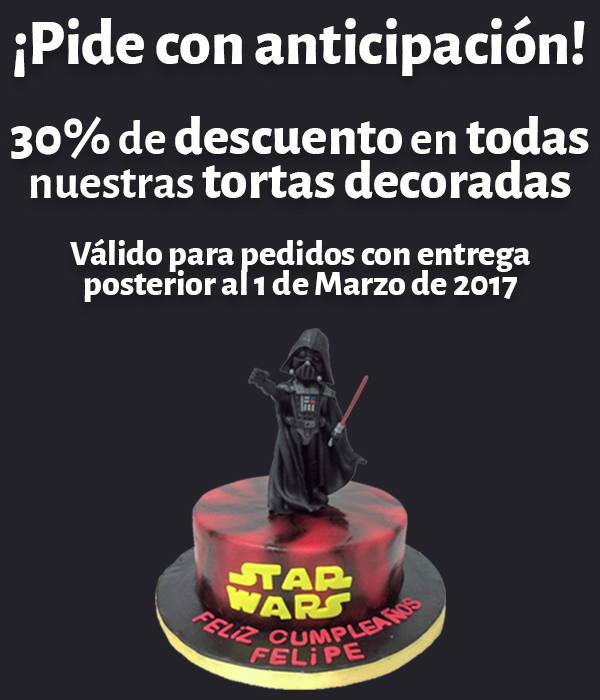 ¡Pide con anticipación!
30% de descuento en todas
nuestras tortas decoradas
Válido para pedidos con entrega
posterior al 1 de Marzo de 2017
STAR
WARS
FELiZ CUMPLEAÑOS
FELiPE